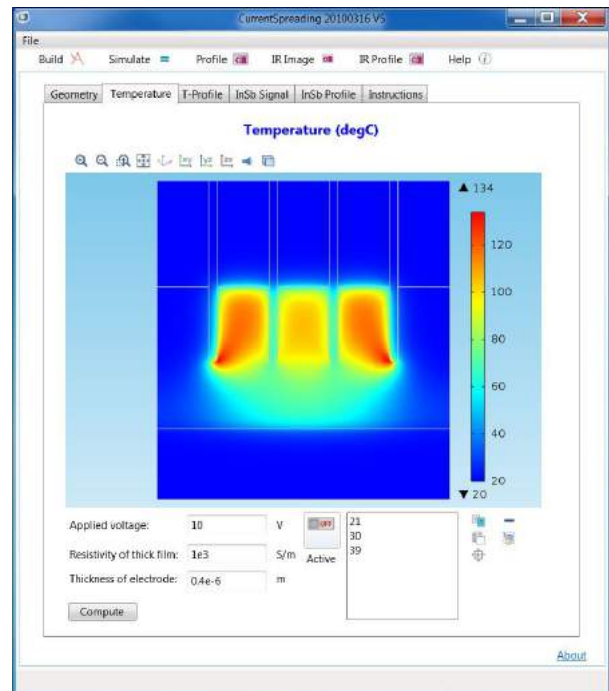 CurrentSpreading 20100316 V5
File
Build Simulate Profile IR Image IR Profile Help
Geometry Temperature T-Profile InSb Signal InSb Profile Instructions
Temperature (degC)
134
120
100
80
60
40
20
20
Applied voltage: 10 V OFF Active
Resistivity of thick film: 1e3 S/m
Thickness of electrode: 0.4e-6 m
21
30
39
Compute
About